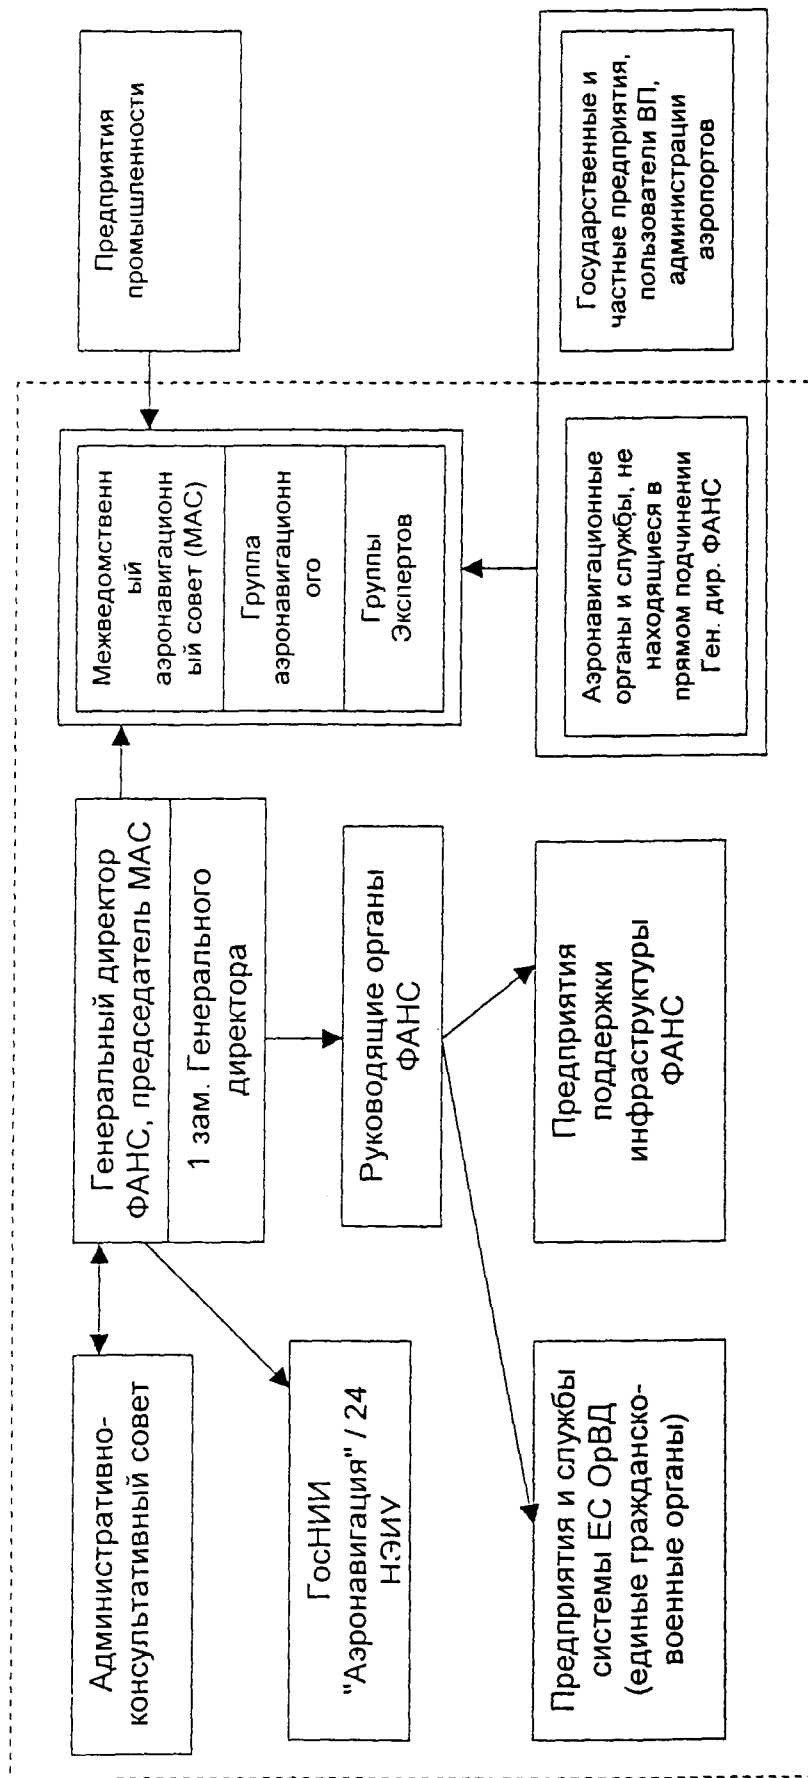 Административно-
консультативный совет
Генеральный директор
ФАНС, председатель МАС
1 зам. Генерального
директора
Межведомственн
ый
аэронавигационн
ый совет (МАС)
Группа
аэронавигационн
ого
Группы
Экспертов
Предприятия
промышленности
ГосНИИ
"Аэронавигация" / 24
НЭИУ
Руководящие органы
ФАНС
Предприятия и службы
системы ЕС ОрВД
(единые гражданско-
военные органы)
Предприятия
поддержки
инфраструктуры
ФАНС
Аэронавигационные
органы и службы, не
находящиеся в
прямом подчинении
Ген. дир. ФАНС
Государственные и
частные предприятия,
пользователи ВП,
администрации
аэропортов